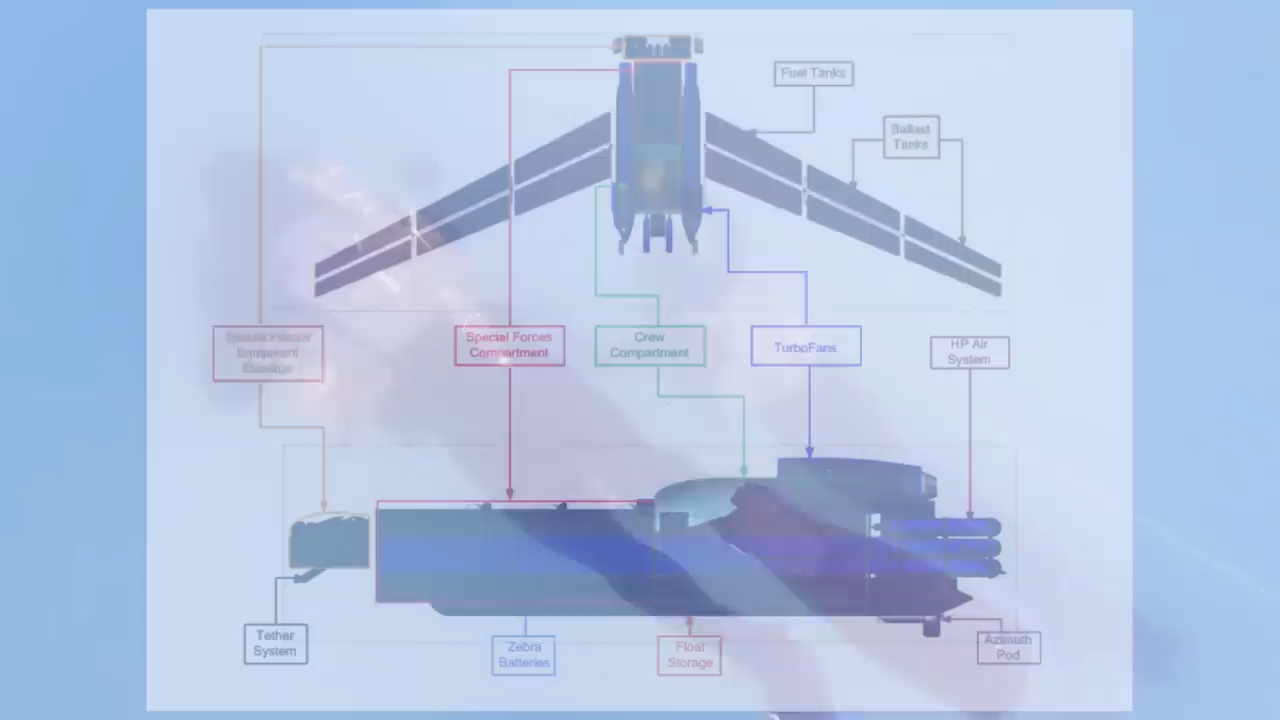 Fuel Tanks
Ballast
Tanks
Equipment
Special Forces
Compartment
Crew
Compartment
TurboFans
HP Air
System
Tether
System
Zebra
Batteries
Float
Storage
Azimuth
Pod